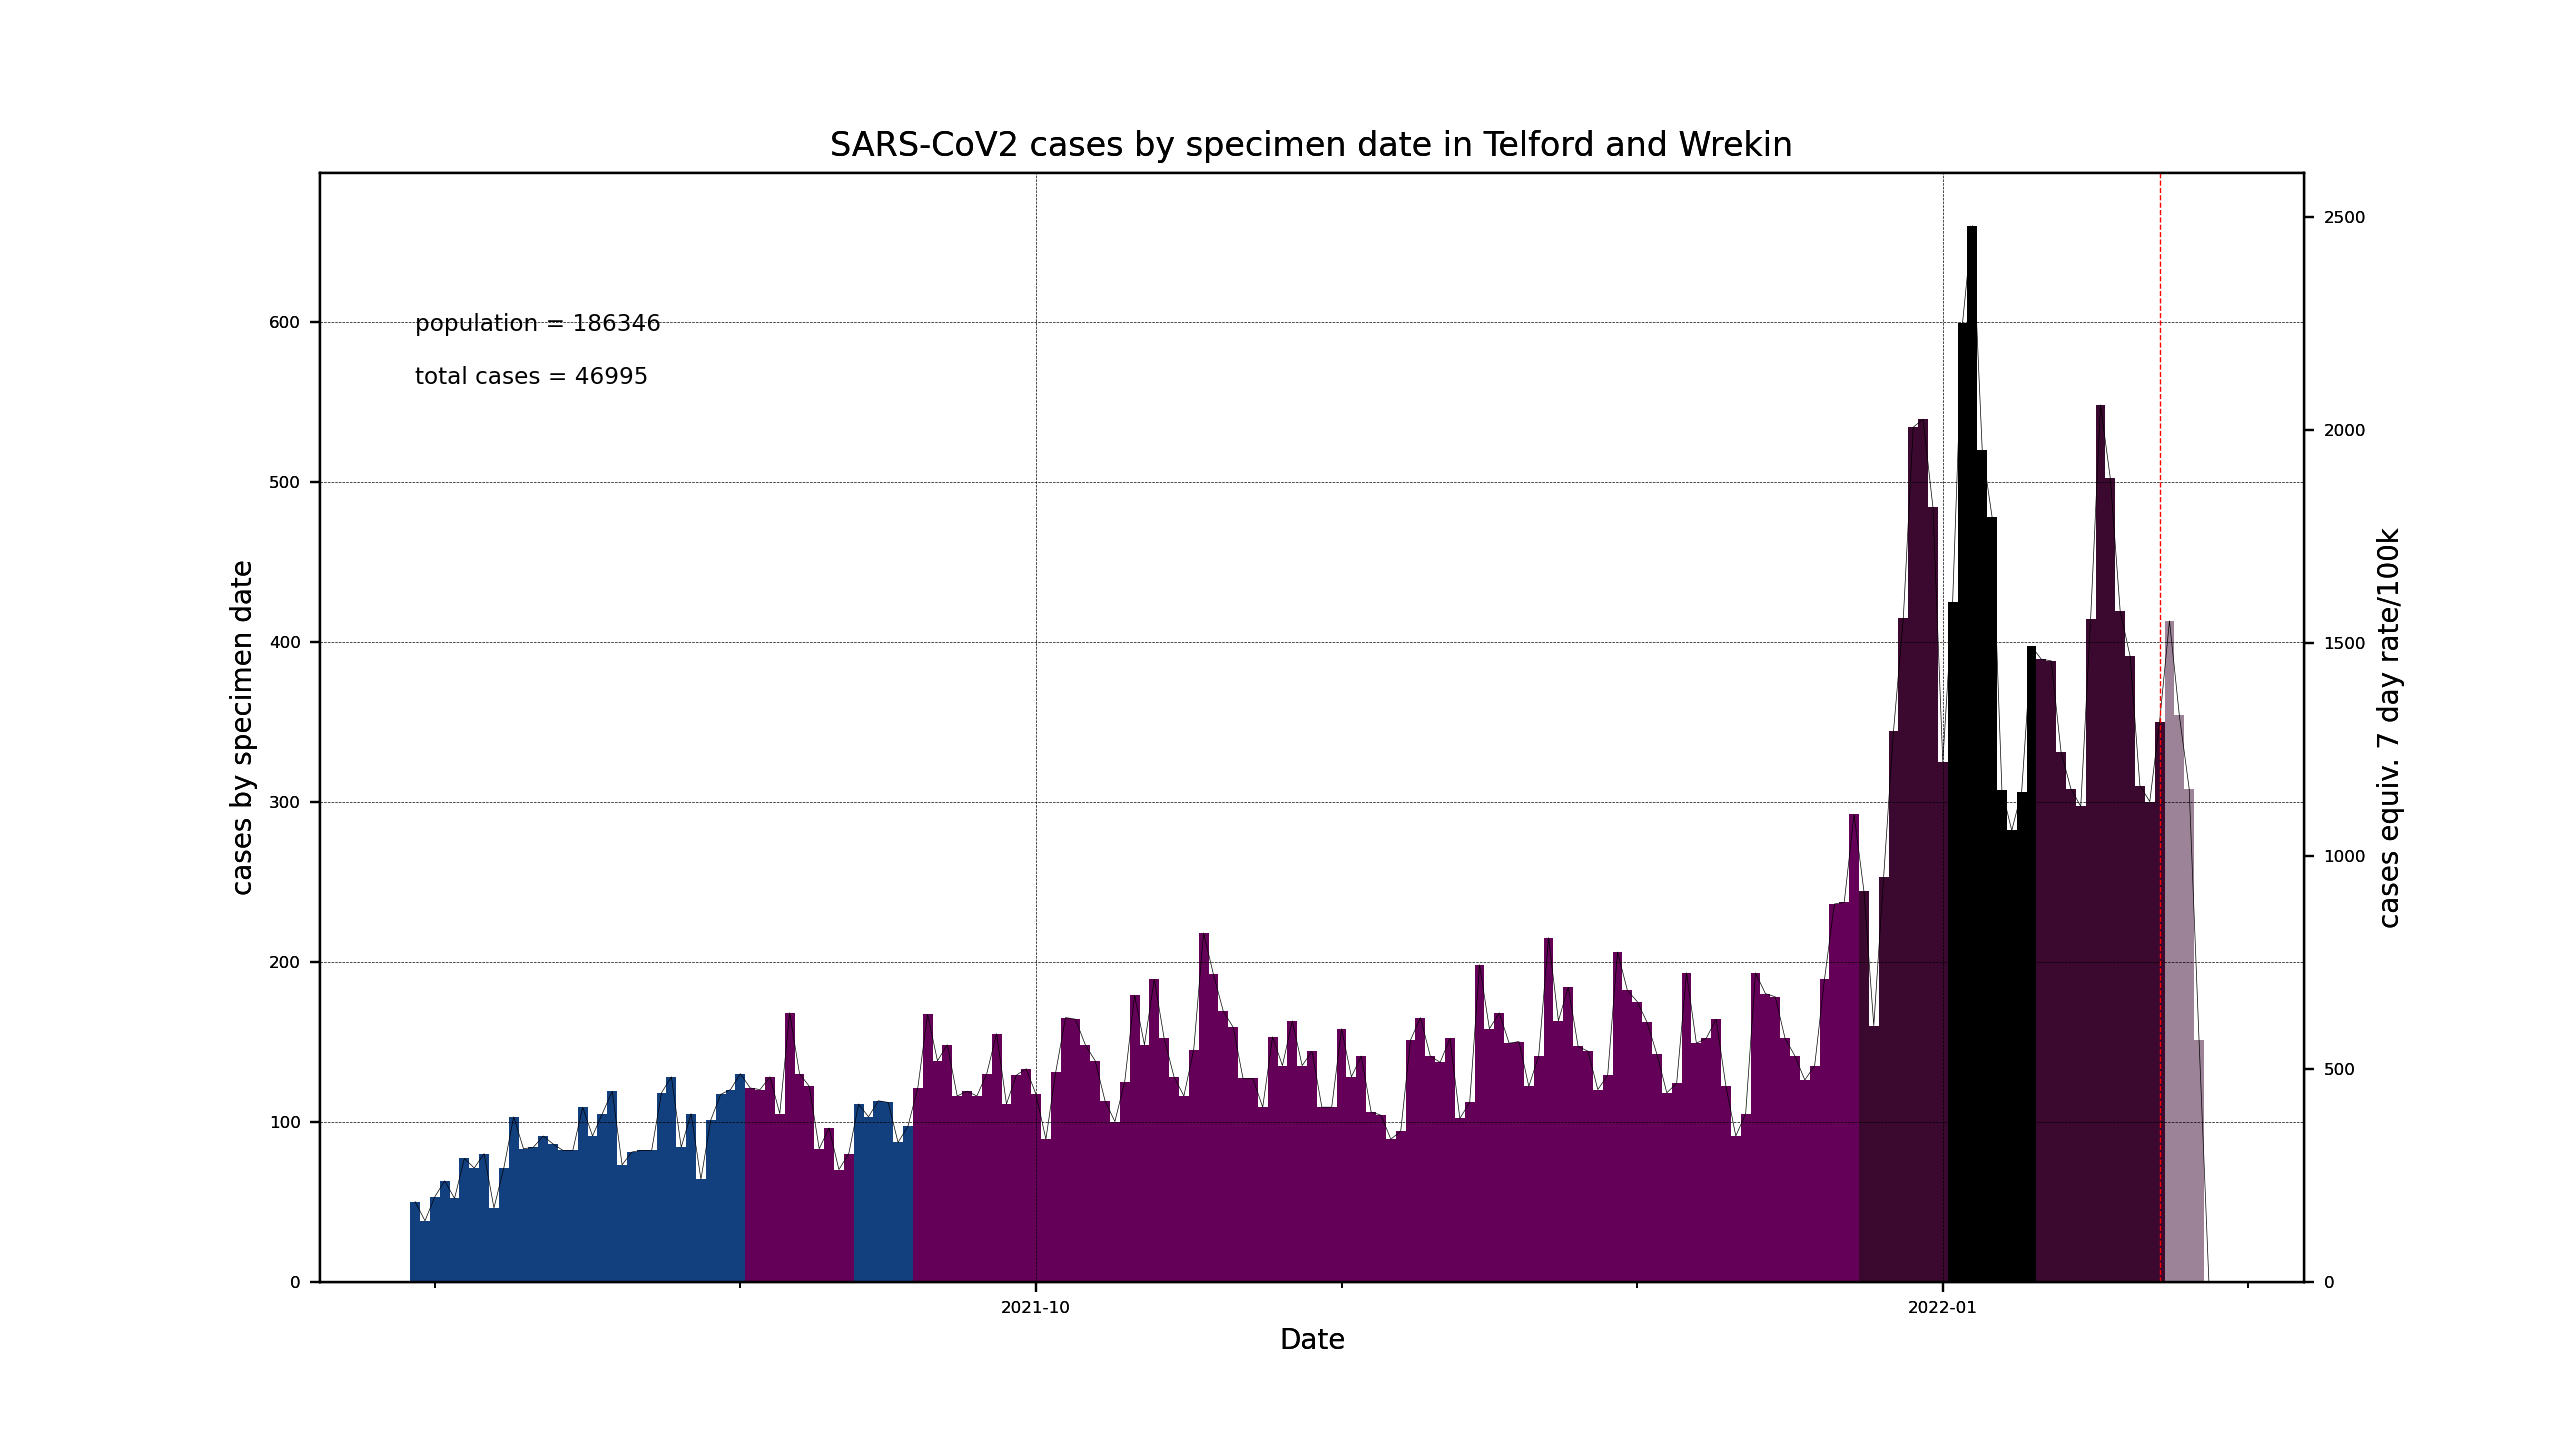 SARS-CoV2 cases by specimen date in Telford and Wrekin
population = 186346
total cases = 46995
cases by specimen date
600
500
400
300
200
100
0
2500
2000
1500
1000
500
0
cases equiv. 7 day rate/100k
2021-10
2022-01
Date